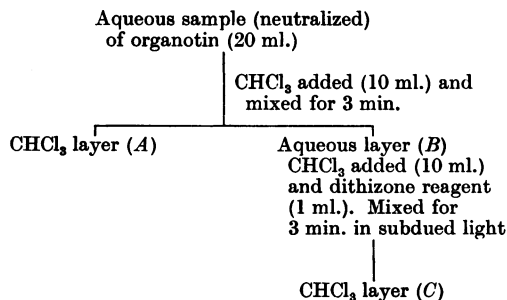 Aqueous sample (neutralized)
of organotin (20 ml.)
CHCl₃ added (10 ml.) and
mixed for 3 min.
CHCl₃ layer (A)
Aqueous layer (B)
CHCl₃ added (10 ml.)
and dithizone reagent
(1 ml.). Mixed for
3 min. in subdued light
CHCl₃ layer (C)